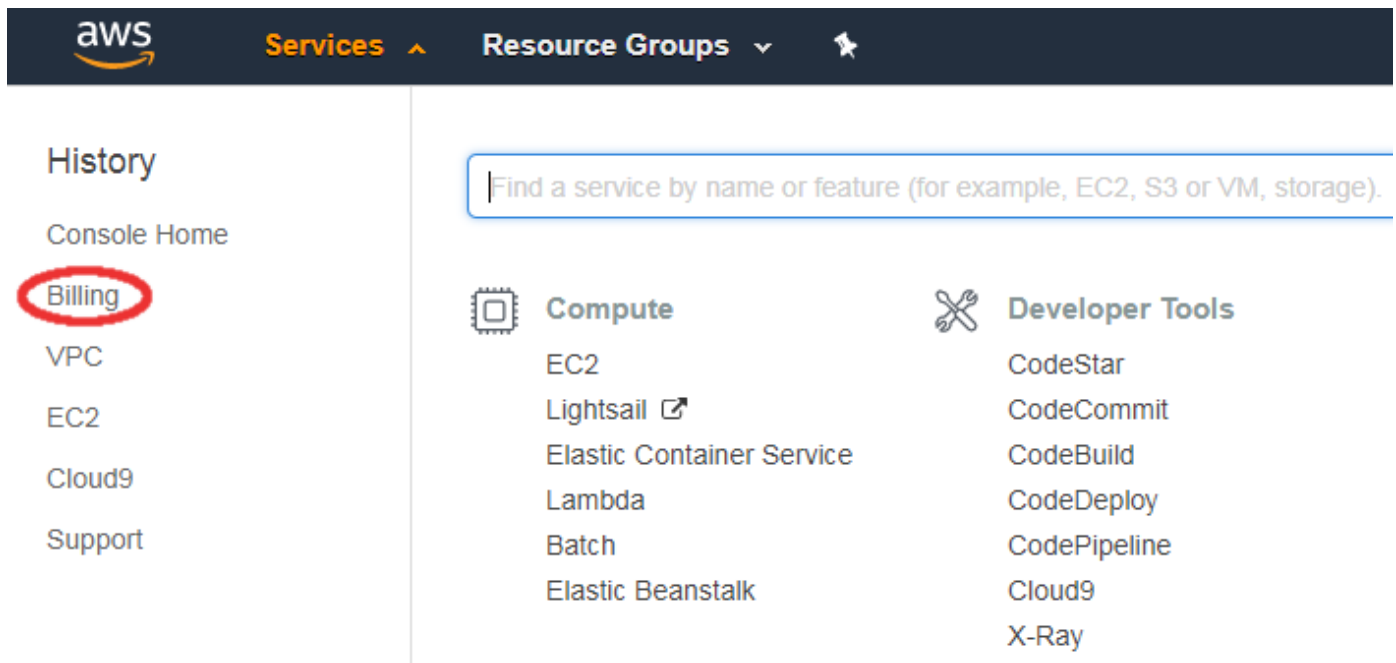 aws
Services
Resource Groups
History
Console Home
Billing
VPC
EC2
Cloud9
Support
Find a service by name or feature (for example, EC2, S3 or VM, storage).
Compute
EC2
Lightsail
Elastic Container Service
Lambda
Batch
Elastic Beanstalk
Developer Tools
CodeStar
CodeCommit
CodeBuild
CodeDeploy
CodePipeline
Cloud9
X-Ray